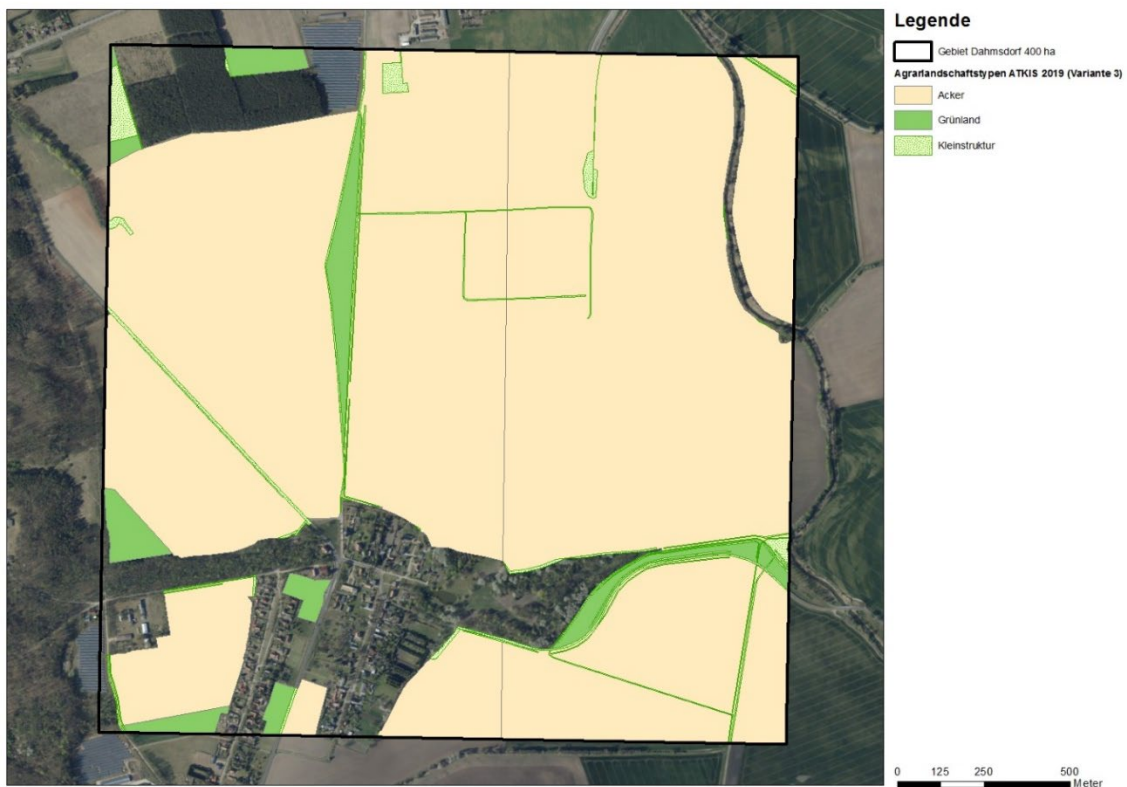 Legende
Gebiet Dahmsdorf 400 ha
Agrarlandschaftstypen ATKIS 2019 (Variante 3)
Acker
Grünland
Kleinstruktur
0 125 250 500
Meter